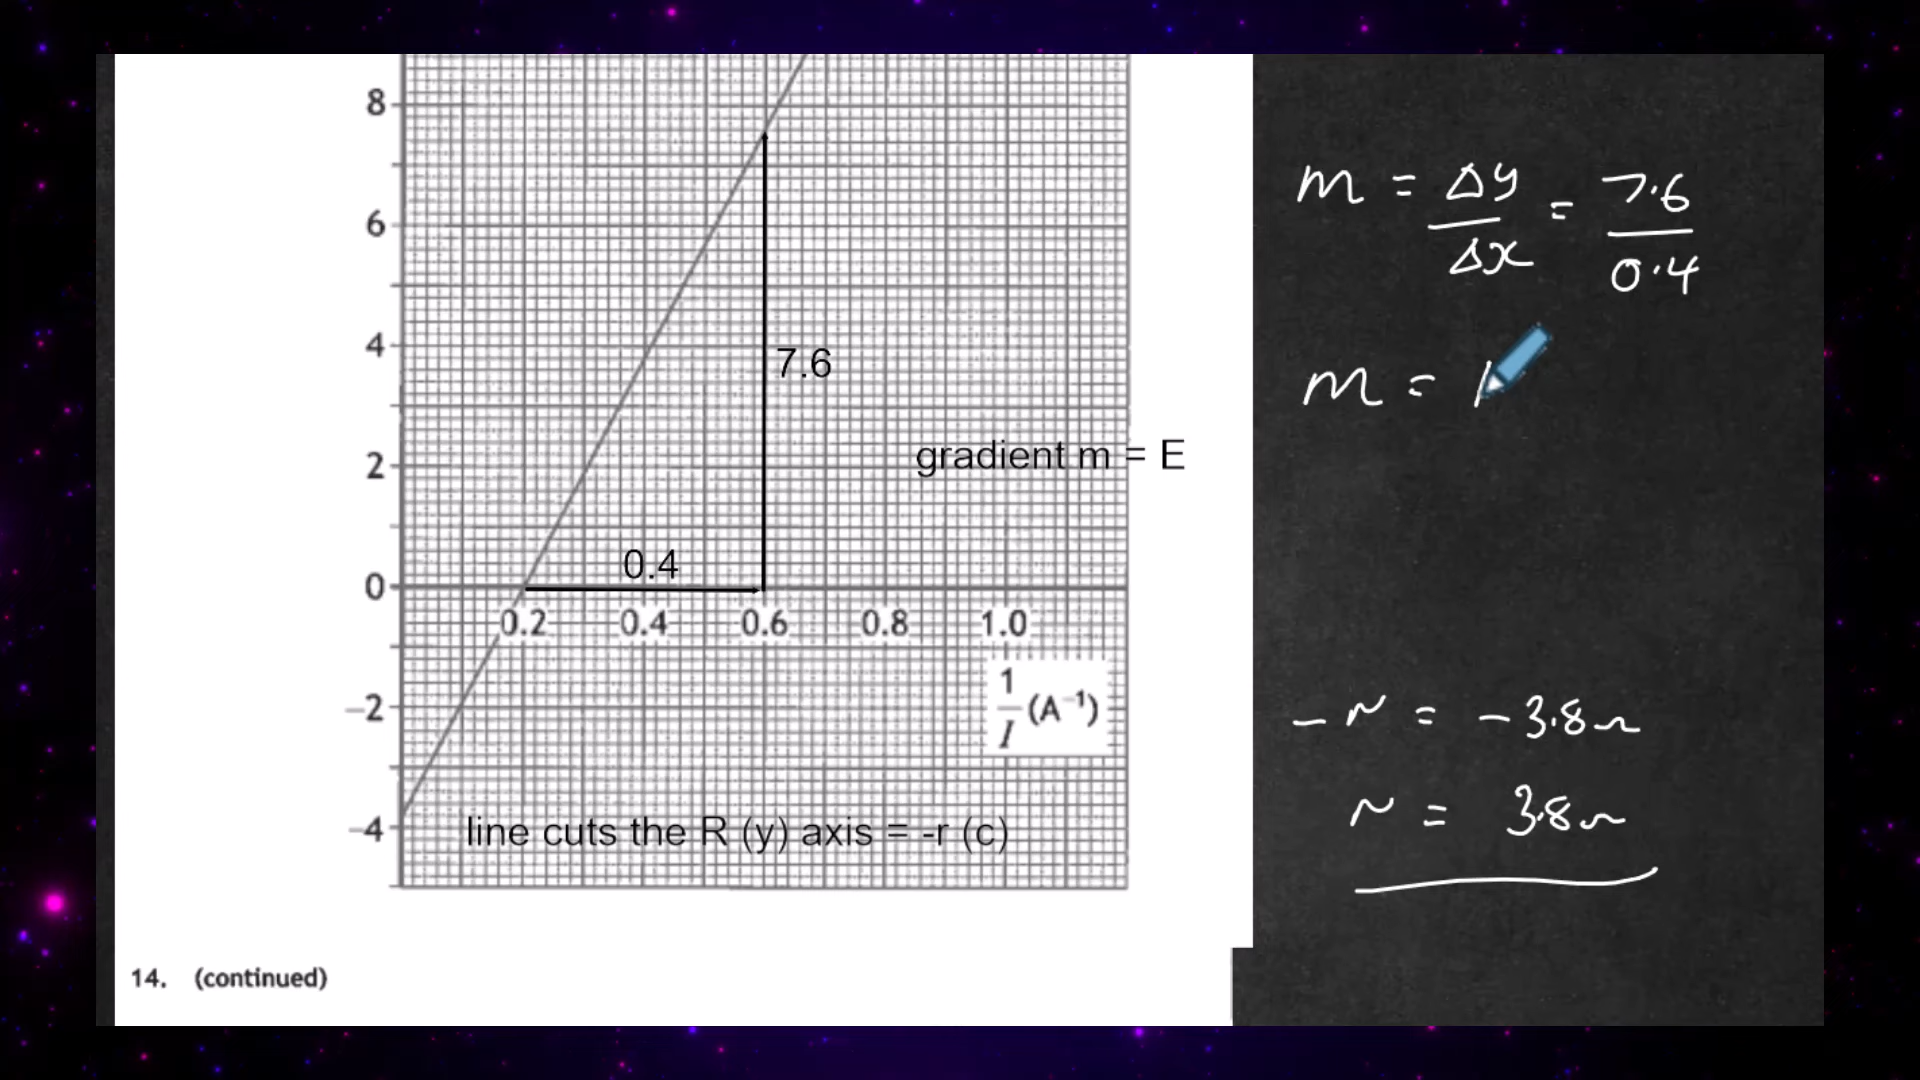 8
6
4
2
0
−2
−4
7.6
0.4
gradient m = E
0.2 0.4 0.6 0.8 1.0
1/I (A⁻¹)
line cuts the R (y) axis = -r (c)
14. (continued)
m = Δy/Δx = 7.6/0.4
m = 1
−r = −3.8Ω
r = 3.8Ω